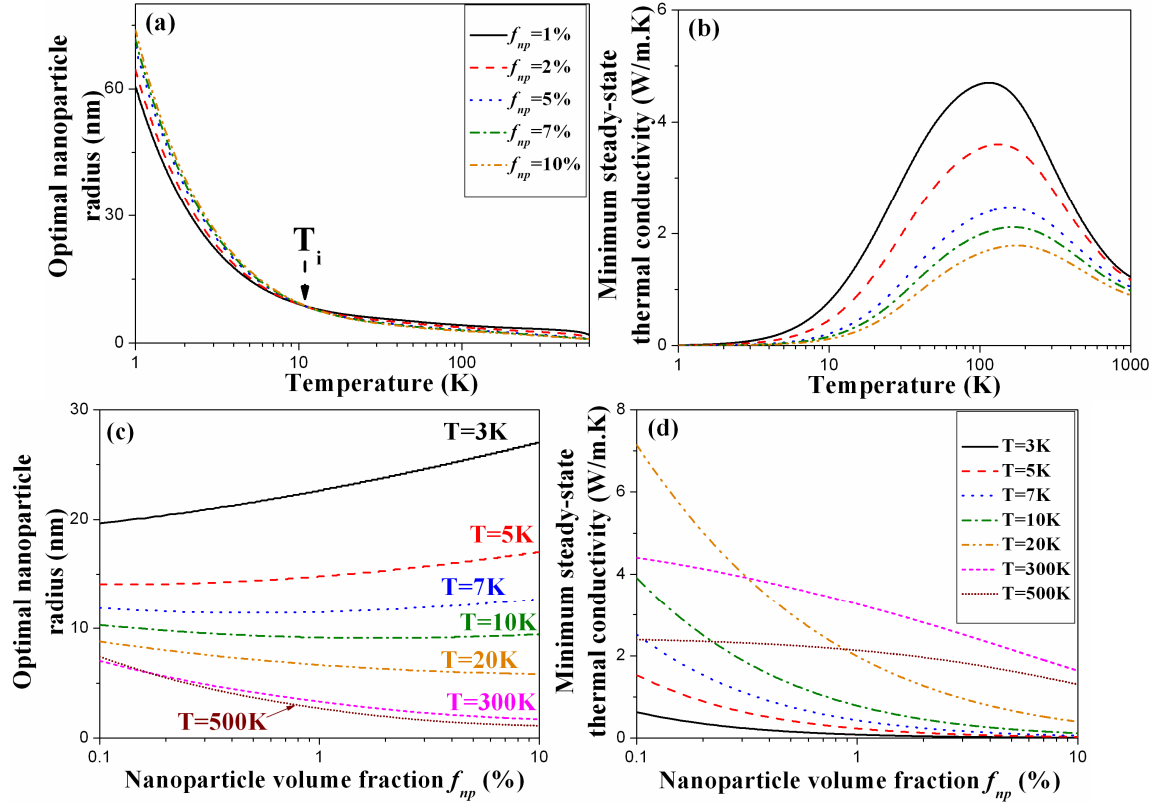 (a)
Optimal nanoparticle
radius (nm)
60
30
0
f_np=1%
f_np=2%
f_np=5%
f_np=7%
f_np=10%
T_i
1
10
100
Temperature (K)
(b)
Minimum steady-state
thermal conductivity (W/m.K)
6
4
2
0
1
10
100
1000
Temperature (K)
(c)
Optimal nanoparticle
radius (nm)
30
20
10
0
T=3K
T=5K
T=7K
T=10K
T=20K
T=300K
T=500K
0.1
1
10
Nanoparticle volume fraction f_np (%)
(d)
Minimum steady-state
thermal conductivity (W/m.K)
8
6
4
2
0
T=3K
T=5K
T=7K
T=10K
T=20K
T=300K
T=500K
0.1
1
10
Nanoparticle volume fraction f_np (%)